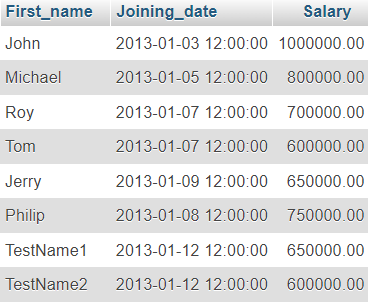 First_name Joining_date Salary
John 2013-01-03 12:00:00 1000000.00
Michael 2013-01-05 12:00:00 800000.00
Roy 2013-01-07 12:00:00 700000.00
Tom 2013-01-07 12:00:00 600000.00
Jerry 2013-01-09 12:00:00 650000.00
Philip 2013-01-08 12:00:00 750000.00
TestName1 2013-01-12 12:00:00 650000.00
TestName2 2013-01-12 12:00:00 600000.00